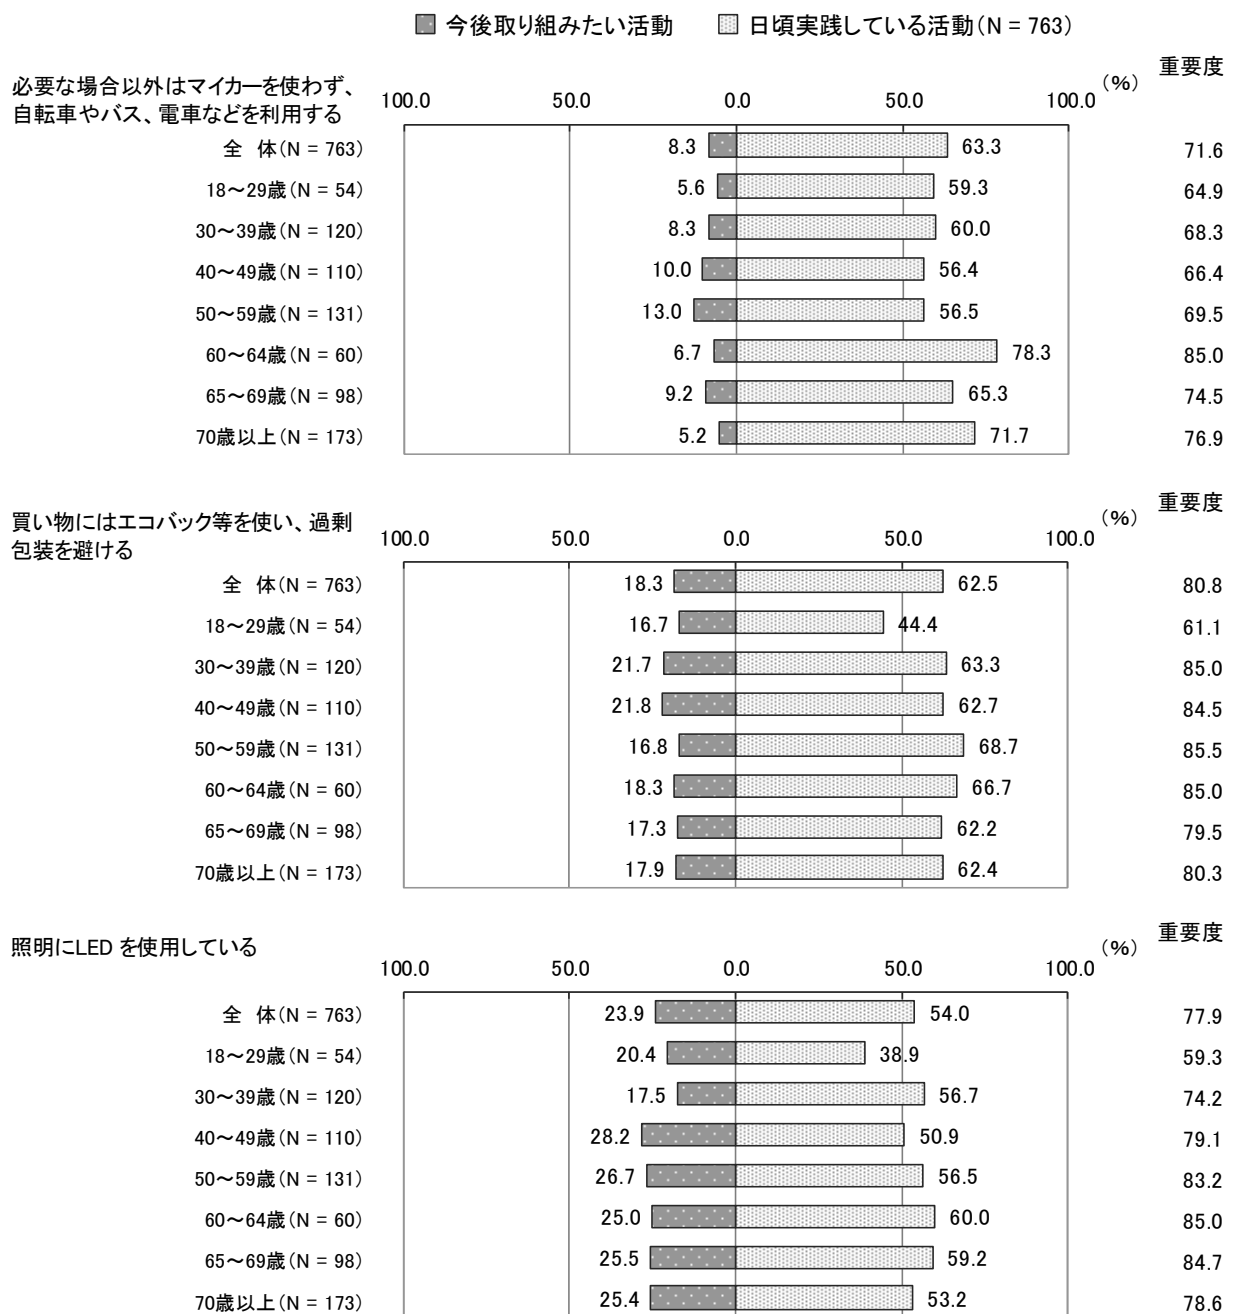 今後取り組みたい活動 日頃実践している活動(N = 763)
重要度
必要な場合以外はマイカーを使わず、
自転車やバス、電車などを利用する
(%)
100.0 50.0 0.0 50.0 100.0
全 体(N = 763) 8.3 63.3 71.6
18～29歳(N = 54) 5.6 59.3 64.9
30～39歳(N = 120) 8.3 60.0 68.3
40～49歳(N = 110) 10.0 56.4 66.4
50～59歳(N = 131) 13.0 56.5 69.5
60～64歳(N = 60) 6.7 78.3 85.0
65～69歳(N = 98) 9.2 65.3 74.5
70歳以上(N = 173) 5.2 71.7 76.9
重要度
買い物にはエコバック等を使い、過剰
包装を避ける
(%)
100.0 50.0 0.0 50.0 100.0
全 体(N = 763) 18.3 62.5 80.8
18～29歳(N = 54) 16.7 44.4 61.1
30～39歳(N = 120) 21.7 63.3 85.0
40～49歳(N = 110) 21.8 62.7 84.5
50～59歳(N = 131) 16.8 68.7 85.5
60～64歳(N = 60) 18.3 66.7 85.0
65～69歳(N = 98) 17.3 62.2 79.5
70歳以上(N = 173) 17.9 62.4 80.3
重要度
照明にLED を使用している
(%)
100.0 50.0 0.0 50.0 100.0
全 体(N = 763) 23.9 54.0 77.9
18～29歳(N = 54) 20.4 38.9 59.3
30～39歳(N = 120) 17.5 56.7 74.2
40～49歳(N = 110) 28.2 50.9 79.1
50～59歳(N = 131) 26.7 56.5 83.2
60～64歳(N = 60) 25.0 60.0 85.0
65～69歳(N = 98) 25.5 59.2 84.7
70歳以上(N = 173) 25.4 53.2 78.6